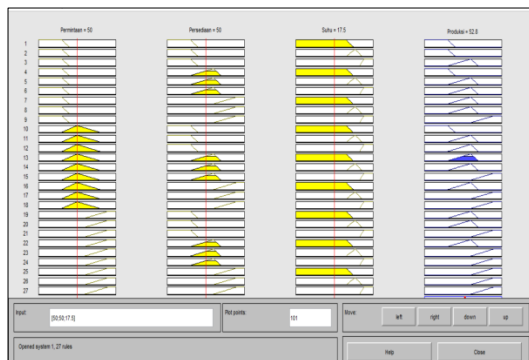 Permintaan = 50
Persediaan = 50
Suhu = 17.5
Produksi = 52.8
1
2
3
4
5
6
7
8
9
10
11
12
13
14
15
16
17
18
19
20
21
22
23
24
25
26
27
Input:
[50;50;17.5]
Plot points:
101
Move:
left
right
down
up
Opened system 1, 27 rules
Help
Close